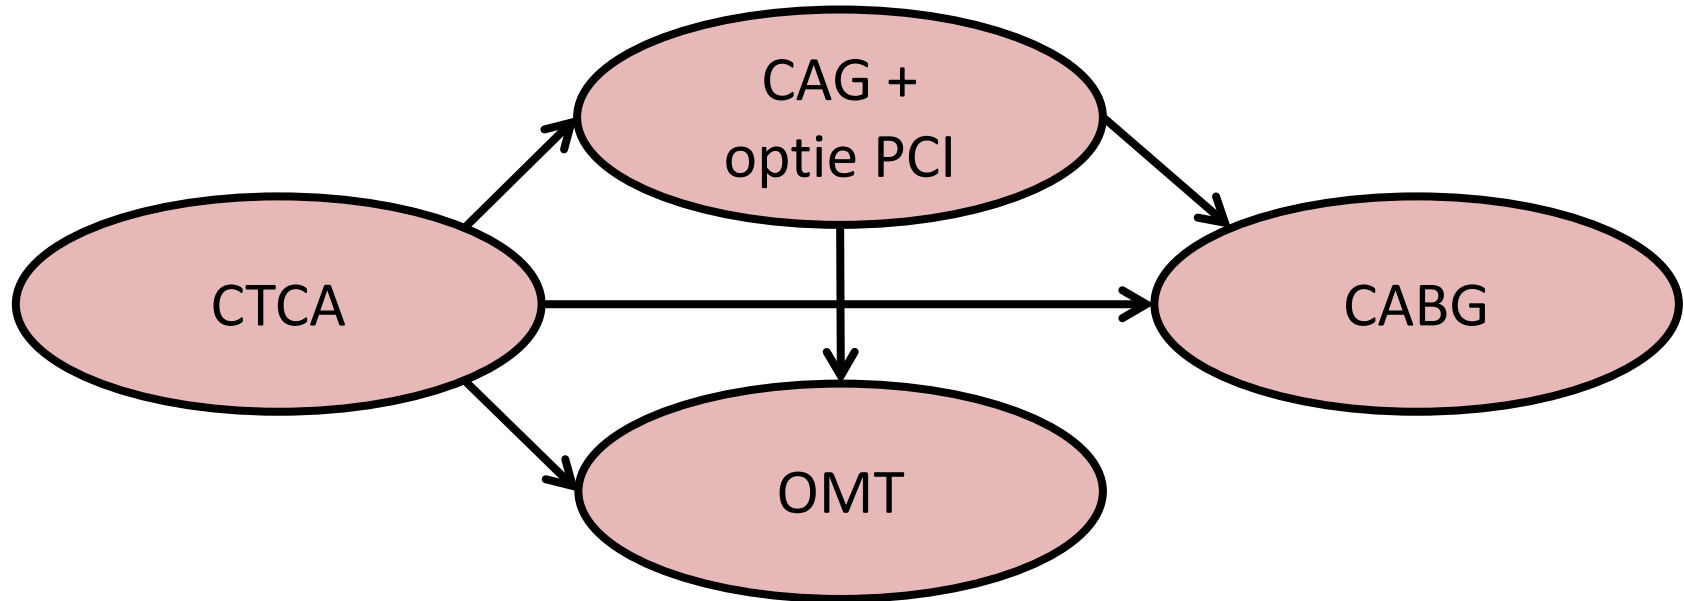 CAG +
optie PCI
CTCA
CABG
OMT